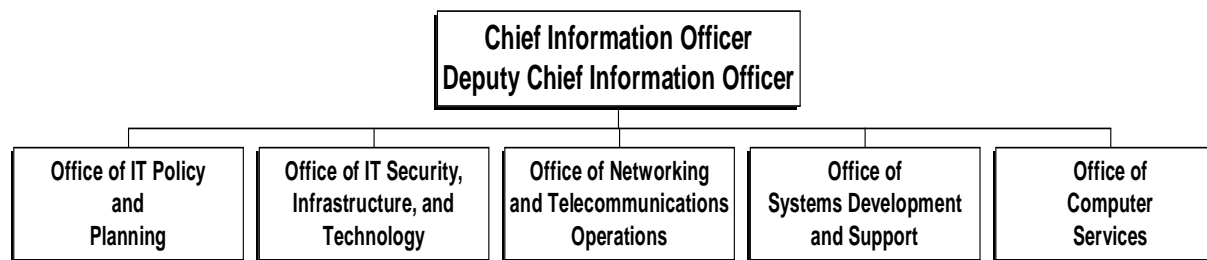 Chief Information Officer
Deputy Chief Information Officer
Office of IT Policy
and
Planning
Office of IT Security,
Infrastructure, and
Technology
Office of Networking
and Telecommunications
Operations
Office of
Systems Development
and Support
Office of
Computer
Services